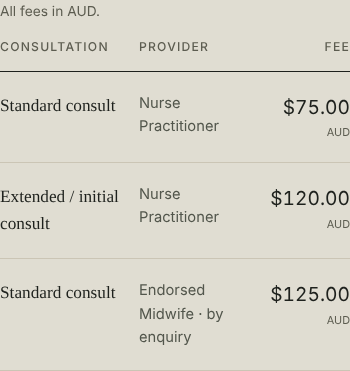 All fees in AUD.
CONSULTATION PROVIDER FEE
Standard consult Nurse Practitioner $75.00 AUD
Extended / initial consult Nurse Practitioner $120.00 AUD
Standard consult Endorsed Midwife · by enquiry $125.00 AUD